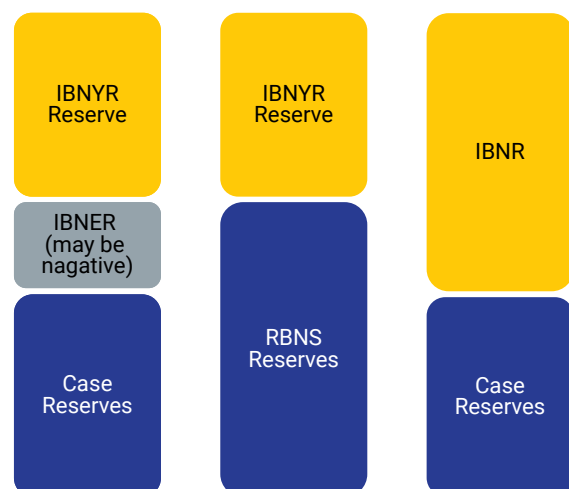 IBNYR
Reserve
IBNER
(may be
nagative)
Case
Reserves
IBNYR
Reserve
RBNS
Reserves
IBNR
Case
Reserves